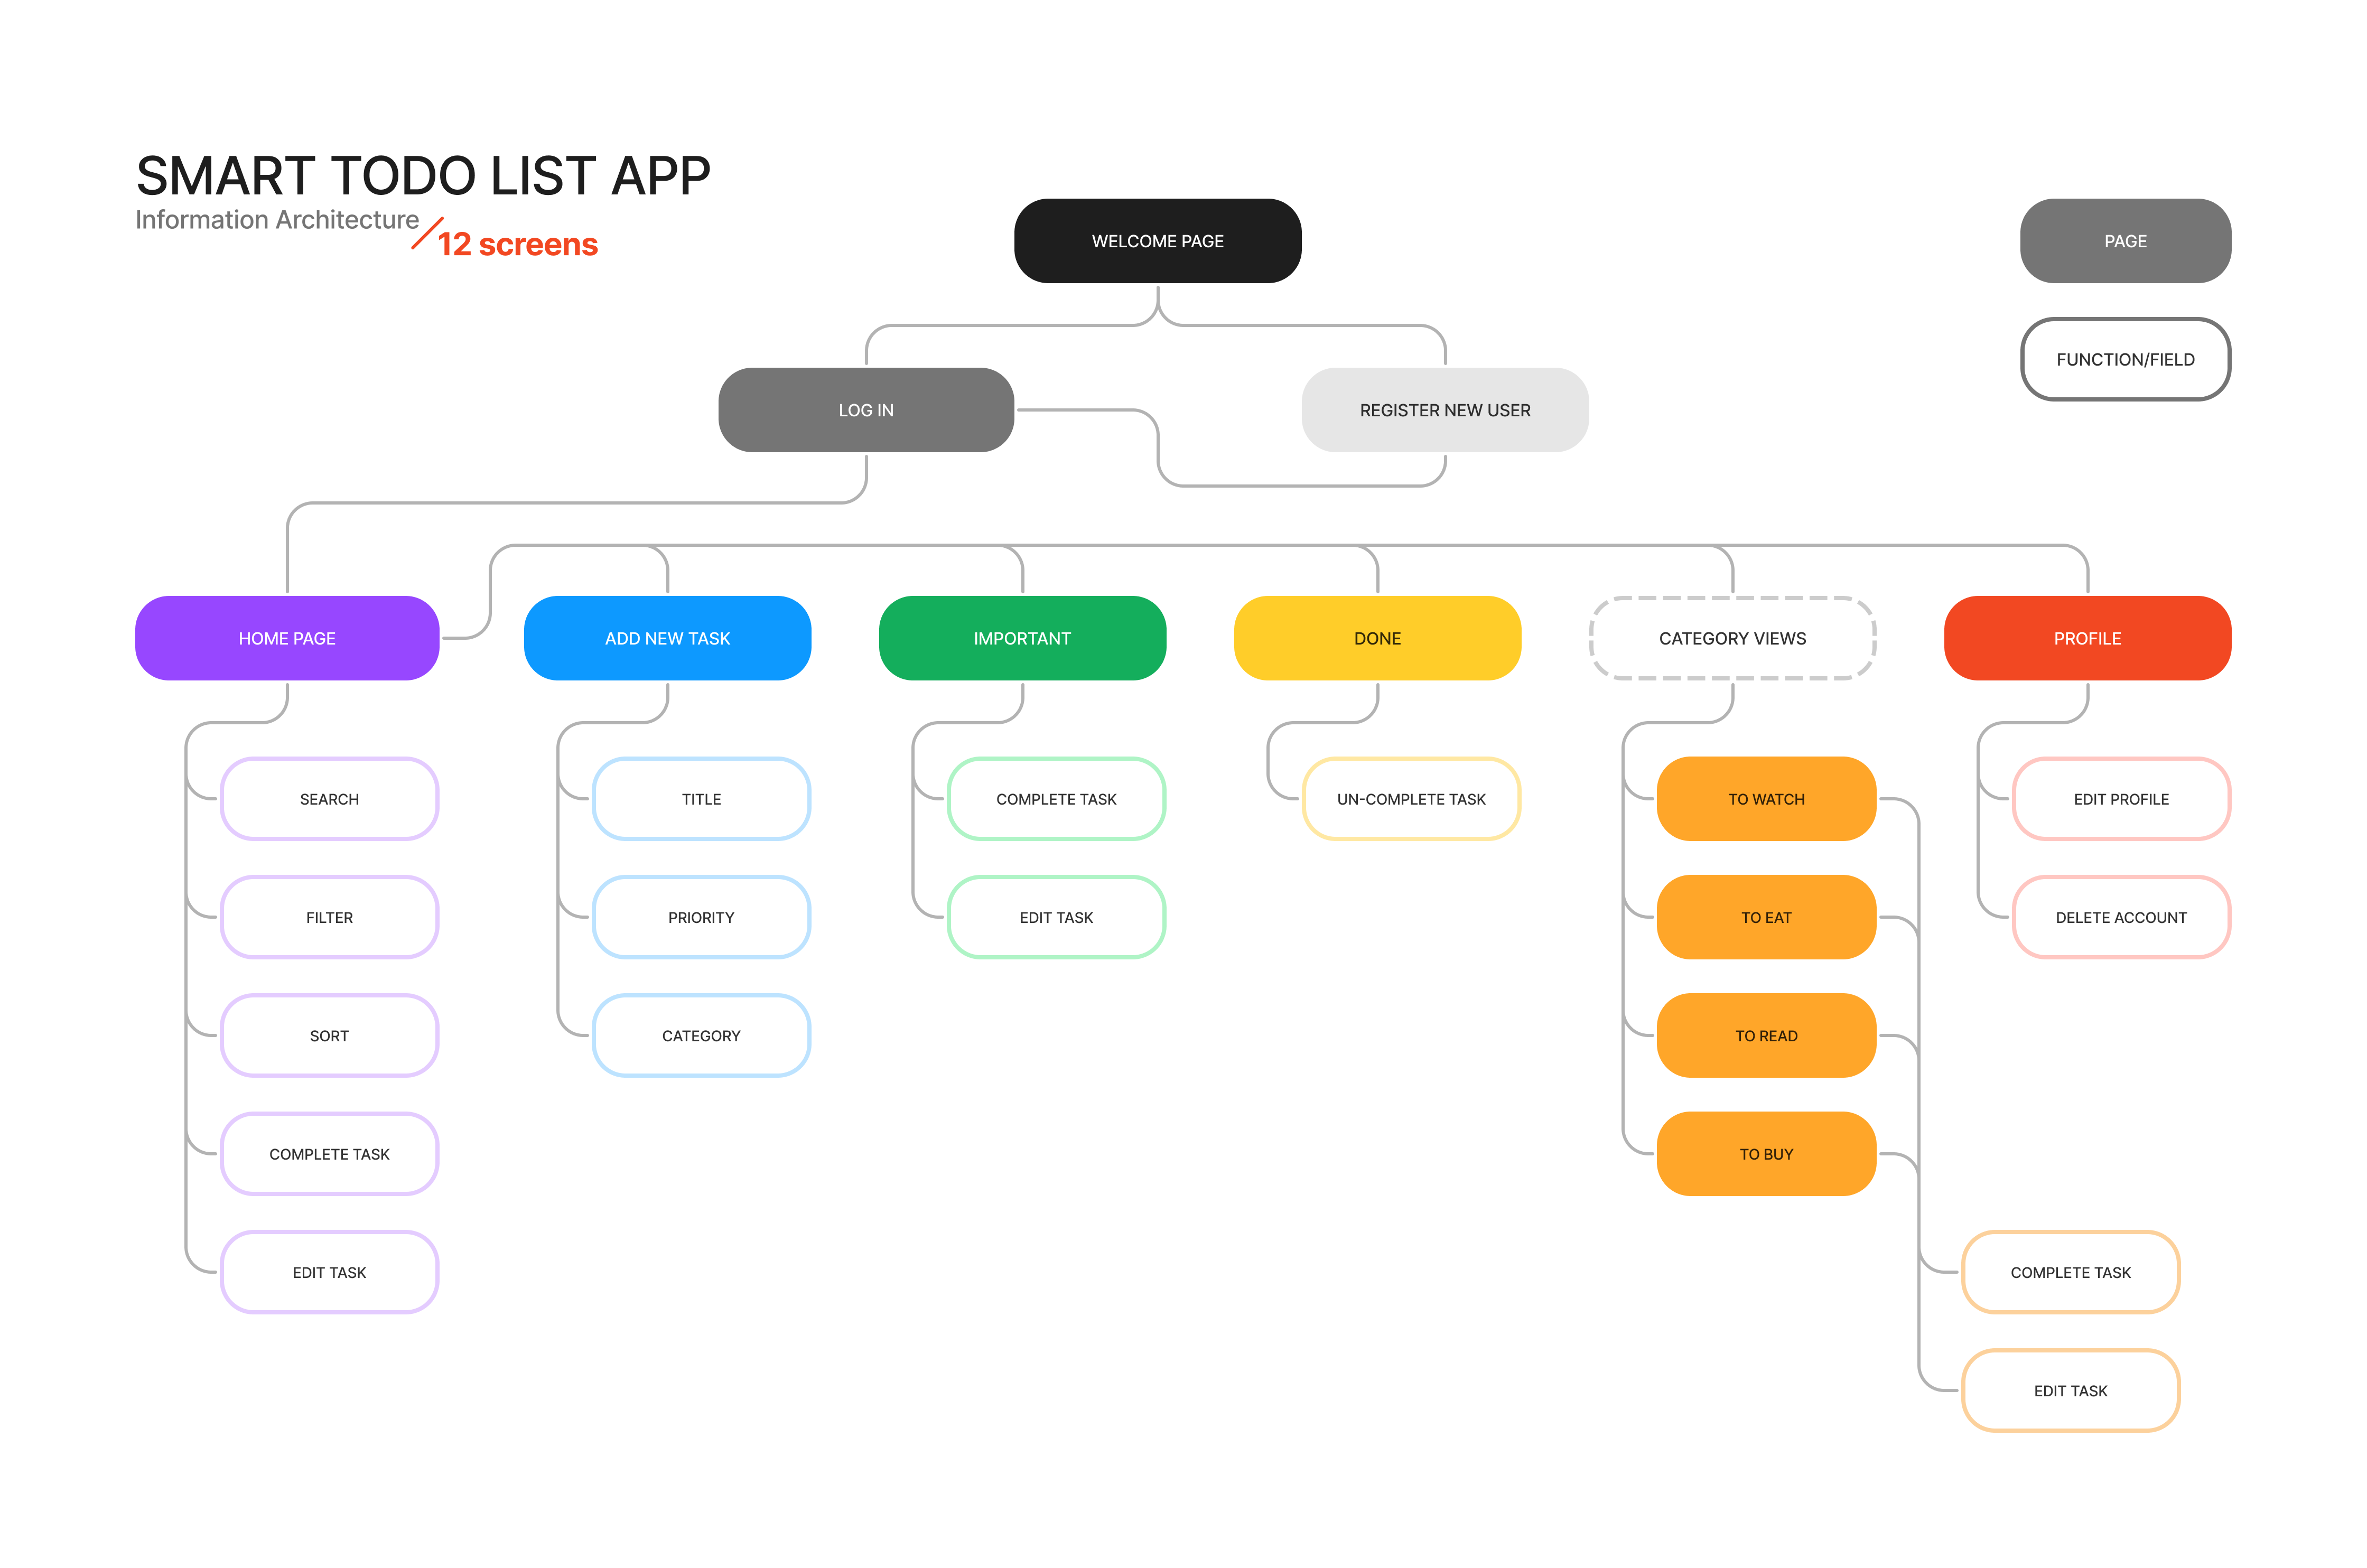 SMART TODO LIST APP
Information Architecture
12 screens
WELCOME PAGE
PAGE
FUNCTION/FIELD
LOG IN
REGISTER NEW USER
HOME PAGE
ADD NEW TASK
IMPORTANT
DONE
CATEGORY VIEWS
PROFILE
SEARCH
FILTER
SORT
COMPLETE TASK
EDIT TASK
TITLE
PRIORITY
CATEGORY
COMPLETE TASK
EDIT TASK
UN-COMPLETE TASK
TO WATCH
TO EAT
TO READ
TO BUY
COMPLETE TASK
EDIT TASK
EDIT PROFILE
DELETE ACCOUNT